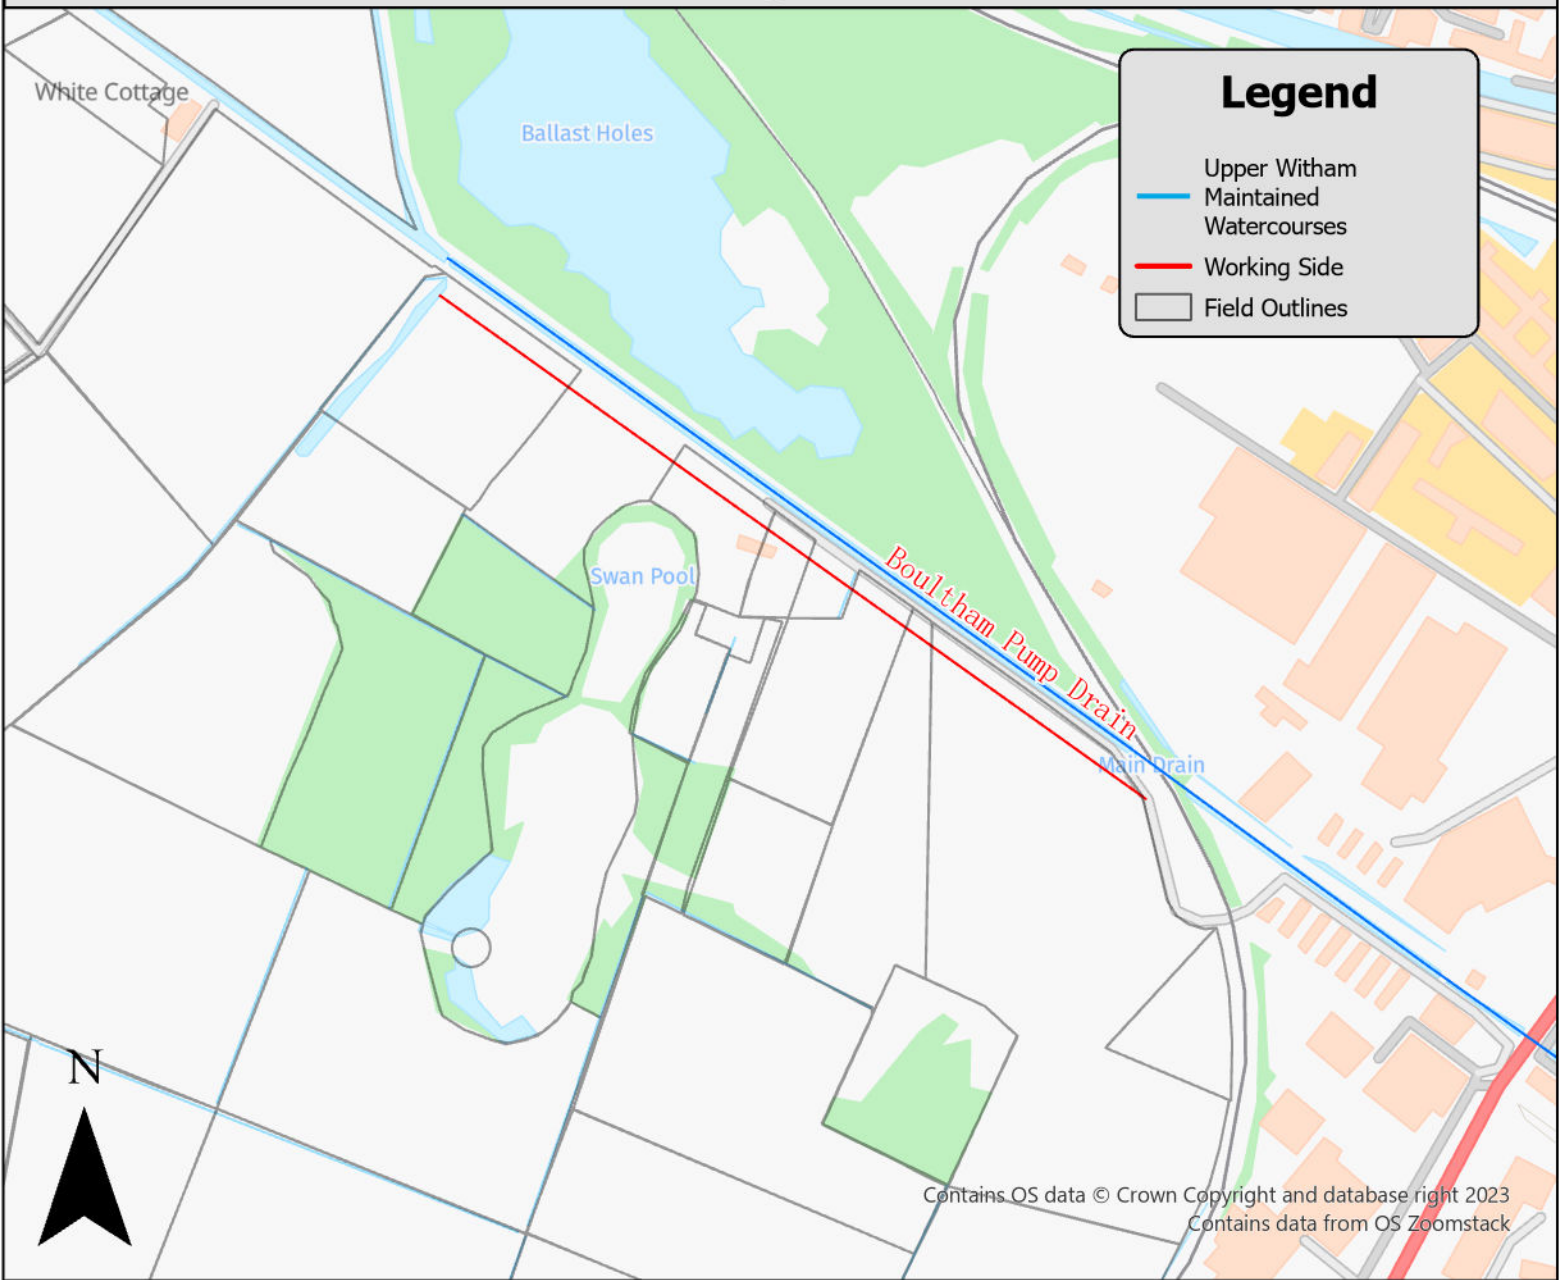 Legend
Upper Witham
Maintained
Watercourses
Working Side
Field Outlines
White Cottage
Ballast Holes
Swan Pool
Boultham Pump Drain
Main Drain
N
Contains OS data © Crown Copyright and database right 2023
Contains data from OS Zoomstack